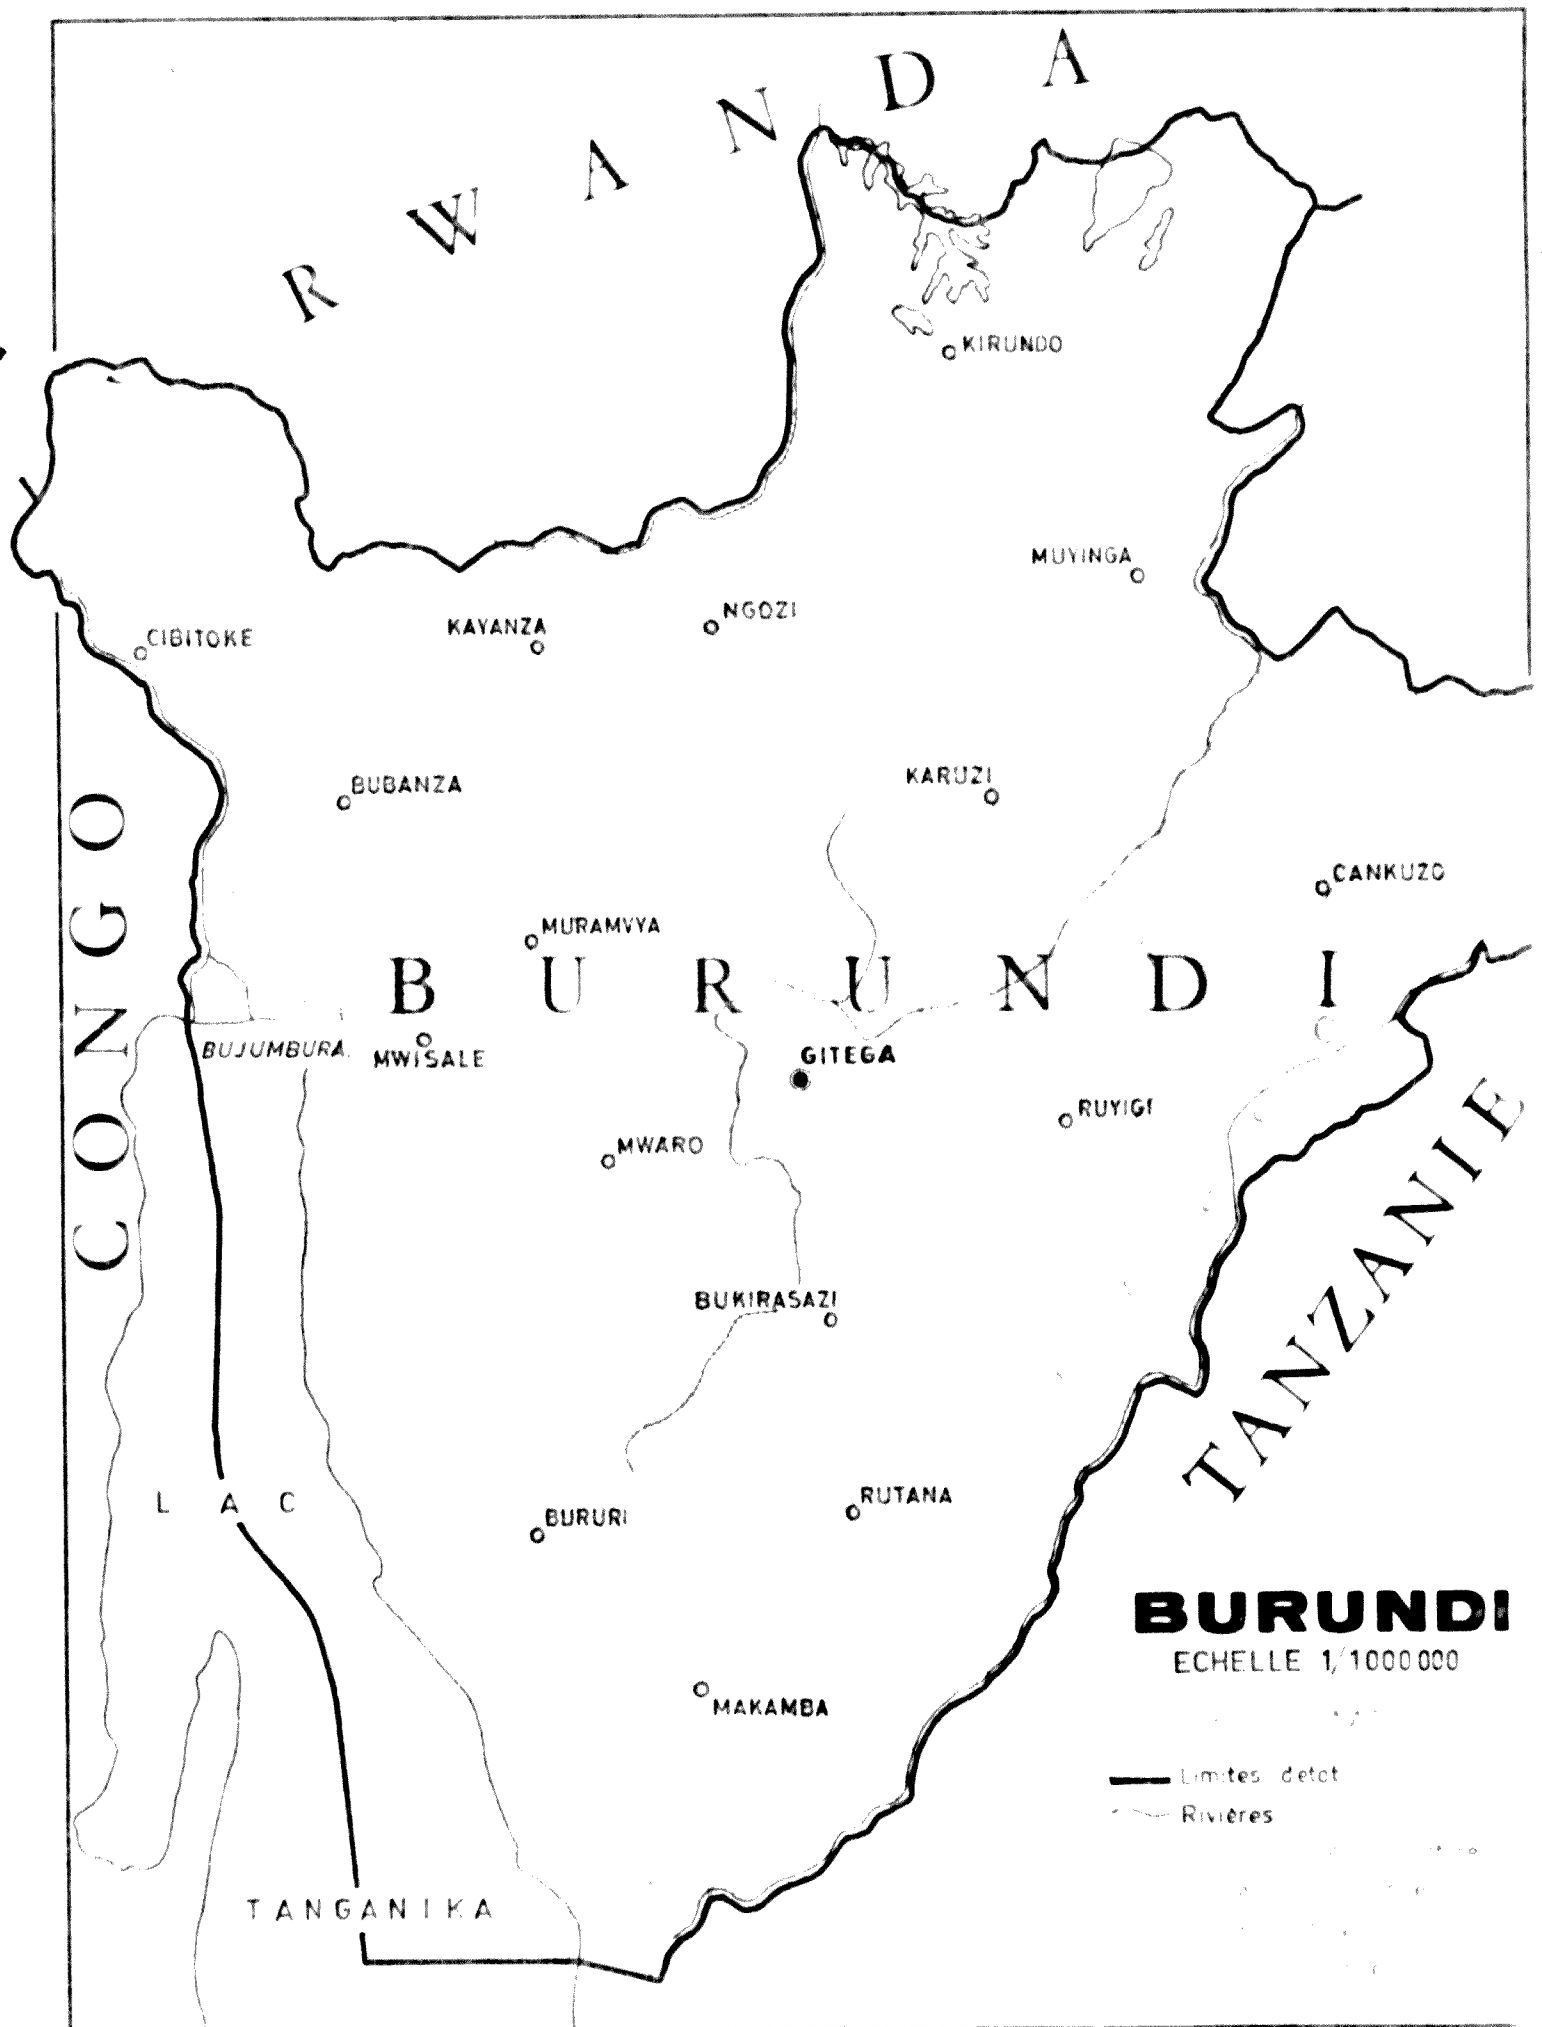 RWANDA
KIRUNDO
MUYINGA
NGOZI
KAYANZA
CIBITOKE
BUBANZA
KARUZI
CANKUZO
MURAMVYA
CONGO
BURUNDI
BUJUMBURA
MWISALE
GITEGA
RUYIGI
MWARO
TANZANIE
BUKIRASAZI
LAC
BURURI
RUTANA
BURUNDI
ECHELLE 1/1000000
MAKAMBA
Limites detat
Rivières
TANGANIKA